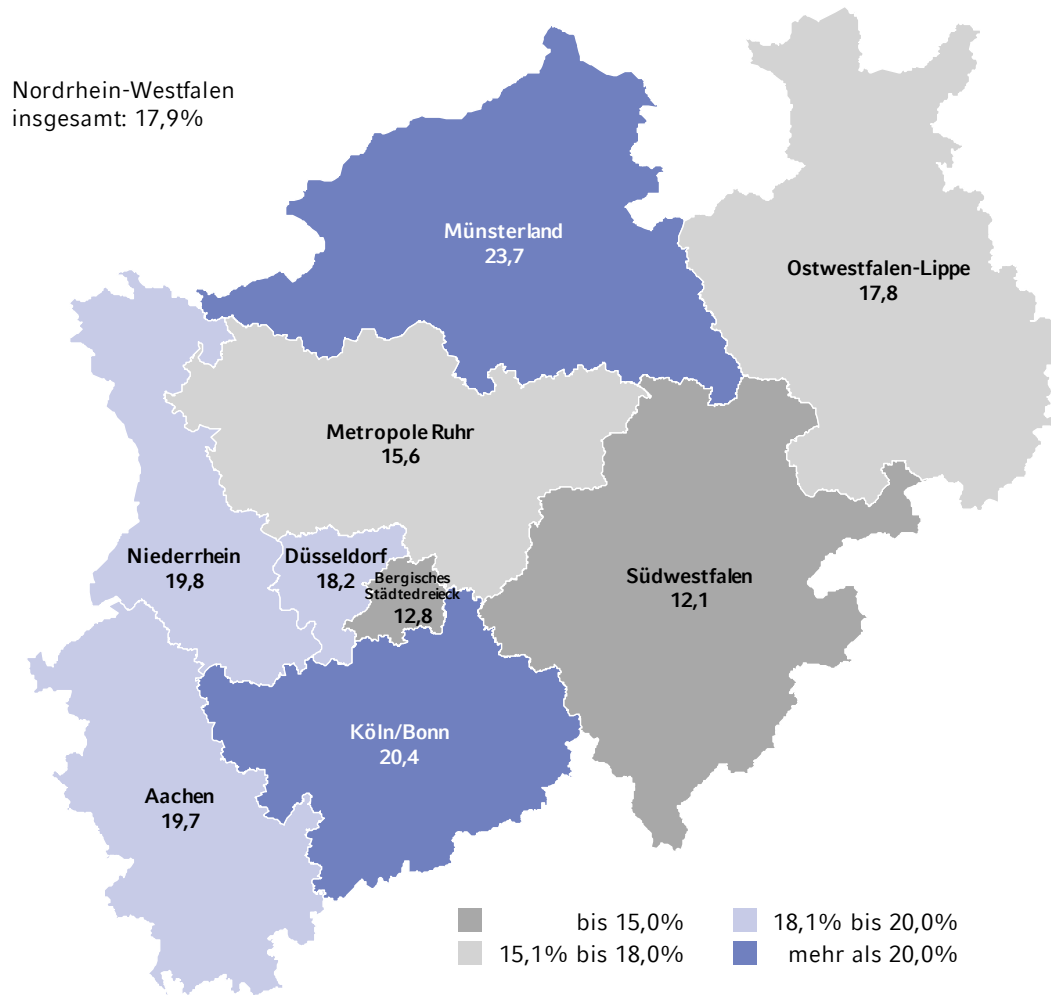 Nordrhein-Westfalen
insgesamt: 17,9%
Münsterland
23,7
Ostwestfalen-Lippe
17,8
Metropole Ruhr
15,6
Niederrhein
19,8
Düsseldorf
18,2
Bergisches
Städtedreieck
12,8
Südwestfalen
12,1
Köln/Bonn
20,4
Aachen
19,7
bis 15,0%
15,1% bis 18,0%
18,1% bis 20,0%
mehr als 20,0%